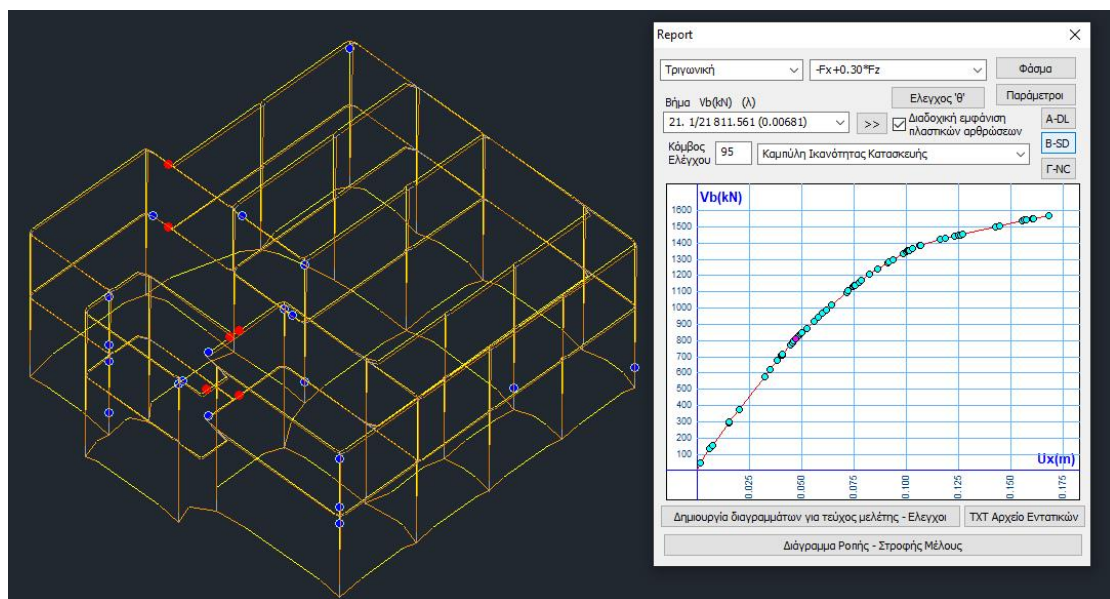 Report
Τριγωνική
-Fx+0.30*Fz
Φάσμα
Ελεγχος 'θ'
Παράμετροι
Βήμα Vb(kN) (λ)
21. 1/21 811.561 (0.00681)
>>
Διαδοχική εμφάνιση
πλαστικών αρθρώσεων
A-DL
B-SD
Γ-NC
Κόμβος
Ελέγχου
95
Καμπύλη Ικανότητας Κατασκευής
Vb(kN)
1600
1500
1400
1300
1200
1100
1000
900
800
700
600
500
400
300
200
100
Ux(m)
0.025
0.050
0.075
0.100
0.125
0.150
0.175
Δημιουργία διαγραμμάτων για τεύχος μελέτης - Ελεγχοι
TXT Αρχείο Εντατικών
Διάγραμμα Ροπής - Στροφής Μέλους